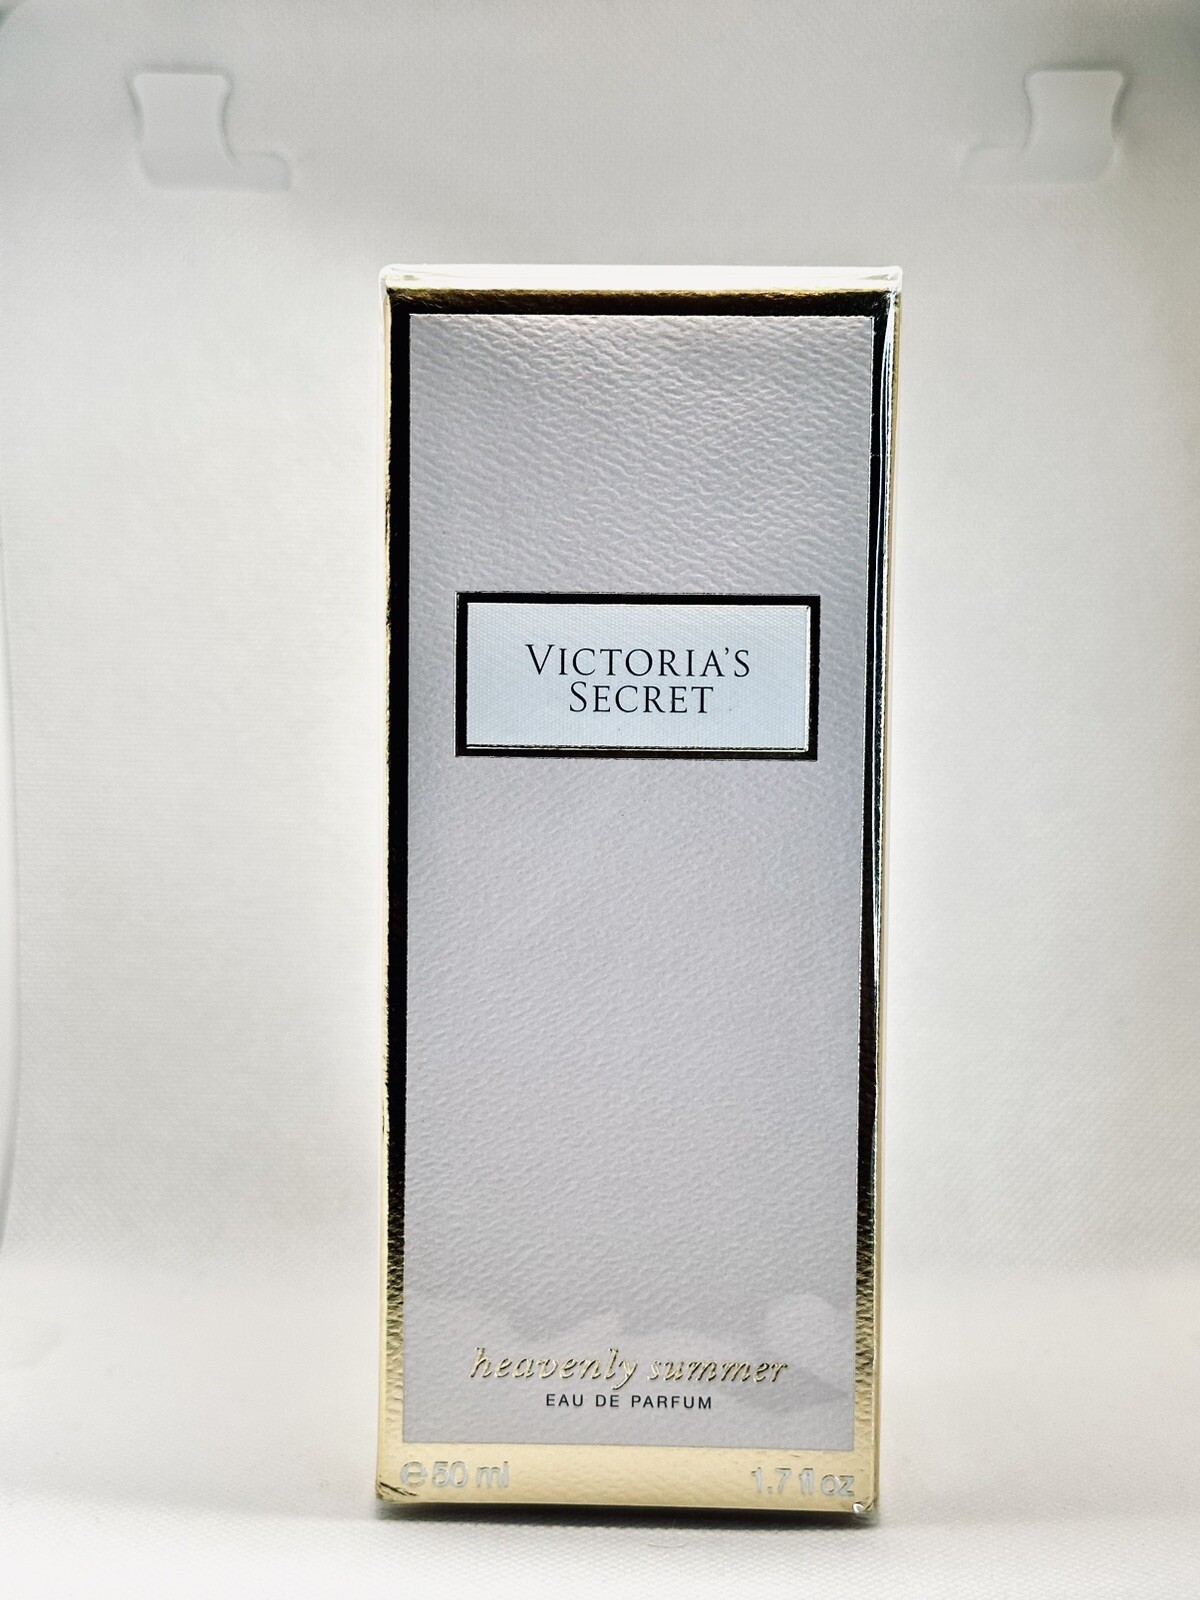 VICTORIA'S
SECRET
heavenly summer
EAU DE PARFUM
℮50 ml 1.7 fl oz